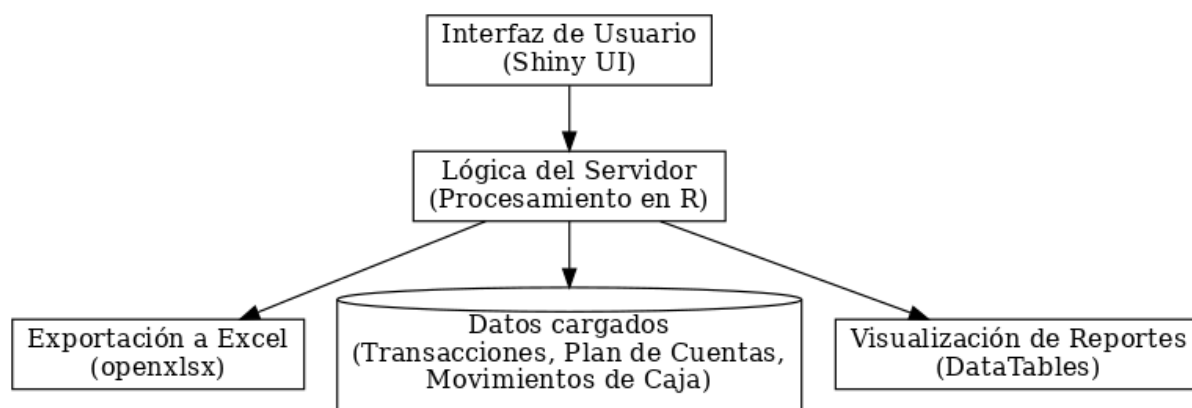 Interfaz de Usuario
(Shiny UI)
Lógica del Servidor
(Procesamiento en R)
Exportación a Excel
(openxlsx)
Datos cargados
(Transacciones, Plan de Cuentas,
Movimientos de Caja)
Visualización de Reportes
(DataTables)